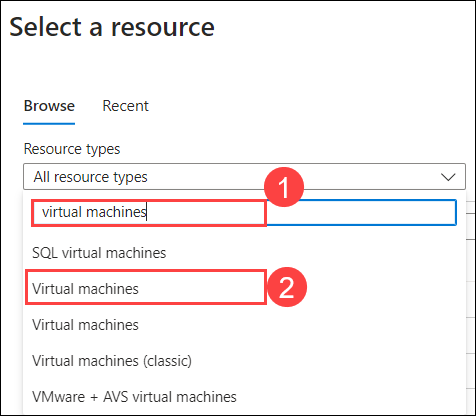 Select a resource
Browse Recent
Resource types
All resource types
1
virtual machines
SQL virtual machines
Virtual machines
2
Virtual machines
Virtual machines (classic)
VMware + AVS virtual machines